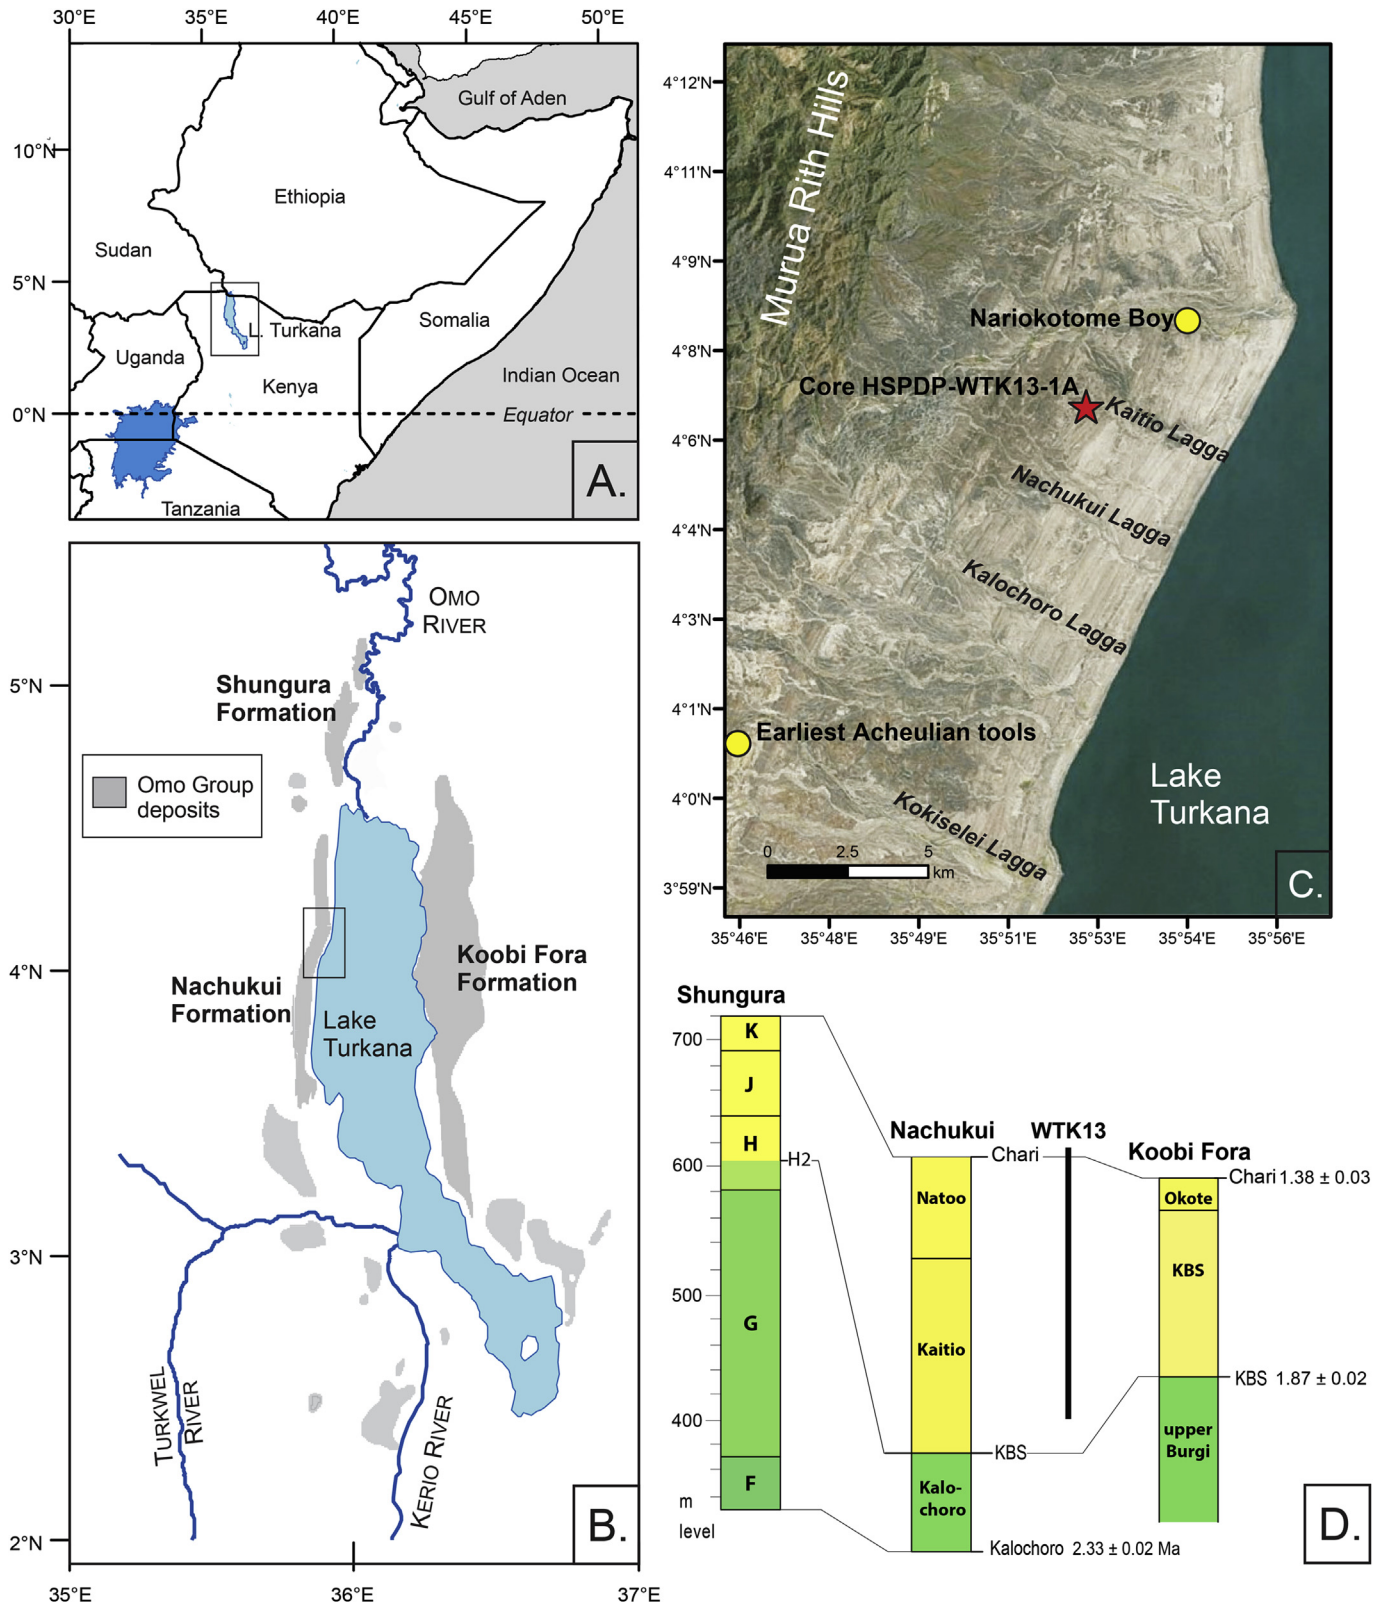 30°E
35°E
40°E
45°E
50°E
10°N
5°N
0°N
Gulf of Aden
Ethiopia
Sudan
L. Turkana
Somalia
Uganda
Kenya
Indian Ocean
Equator
Tanzania
A.
4°12'N
4°11'N
4°9'N
4°8'N
4°6'N
4°4'N
4°3'N
4°1'N
4°0'N
3°59'N
Murua Rith Hills
Nariokotome Boy
Core HSPDP-WTK13-1A
Kaitio Lagga
Nachukui Lagga
Kalochoro Lagga
Earliest Acheulian tools
Lake
Turkana
Kokiselei Lagga
0
2.5
5
km
C.
35°46'E
35°48'E
35°49'E
35°51'E
35°53'E
35°54'E
35°56'E
OMO
RIVER
Shungura
Formation
5°N
Omo Group
deposits
4°N
Koobi Fora
Formation
Nachukui
Formation
Lake
Turkana
3°N
TURKWEL
RIVER
KERIO RIVER
2°N
B.
35°E
36°E
37°E
Shungura
700
600
500
400
m
level
K
J
H
H2
G
F
Nachukui
WTK13
Koobi Fora
Chari
Chari 1.38 ± 0.03
Natoo
Okote
KBS
Kaitio
KBS 1.87 ± 0.02
upper
Burgi
KBS
Kalo-
choro
Kalochoro 2.33 ± 0.02 Ma
D.